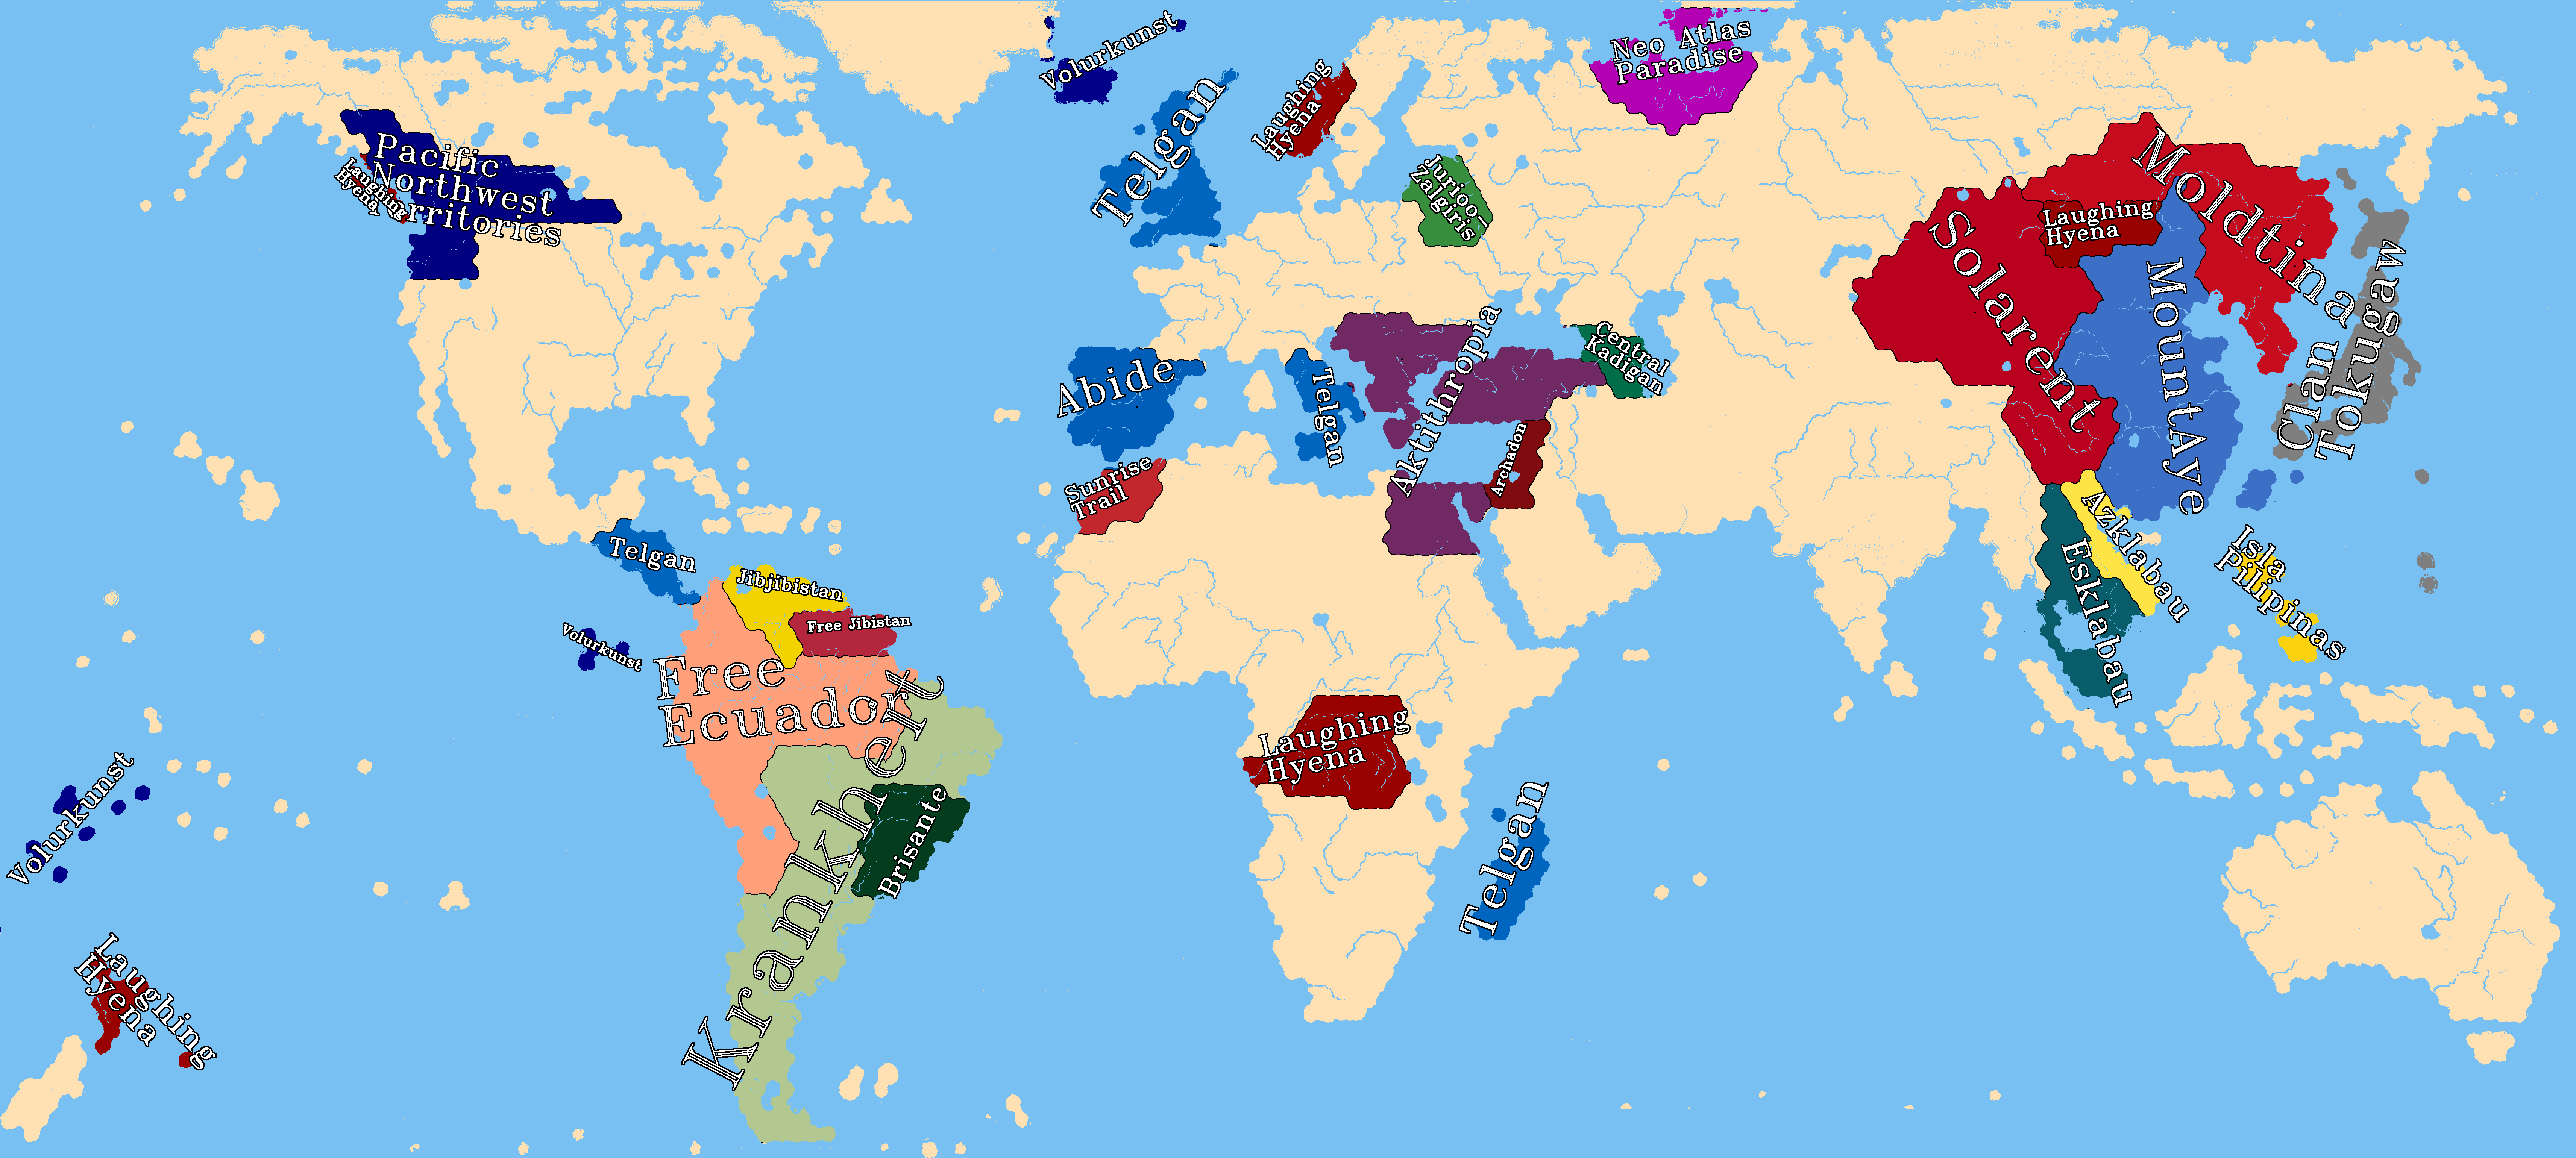 Volurkunst
Neo Atlas
Paradise
Telgan
Laughing
Hyena
Pacific
Northwest
Territories
Laughing
Hyena
Jurioo-
Zalgiris
Moldtina
Solarent
Laughing
Hyena
MountAye
Clan
Tokugaw
Abide
Telgan
Aktithropia
Central
Kadigan
Archadon
Sunrise
Trail
Telgan
Jibjibistan
Free Jibistan
Volurkunst
Free
Ecuador
Krankheit
Brisante
Azklabau
Esklabau
Isla
Pilipinas
Laughing
Hyena
Telgan
Volurkunst
Laughing
Hyena